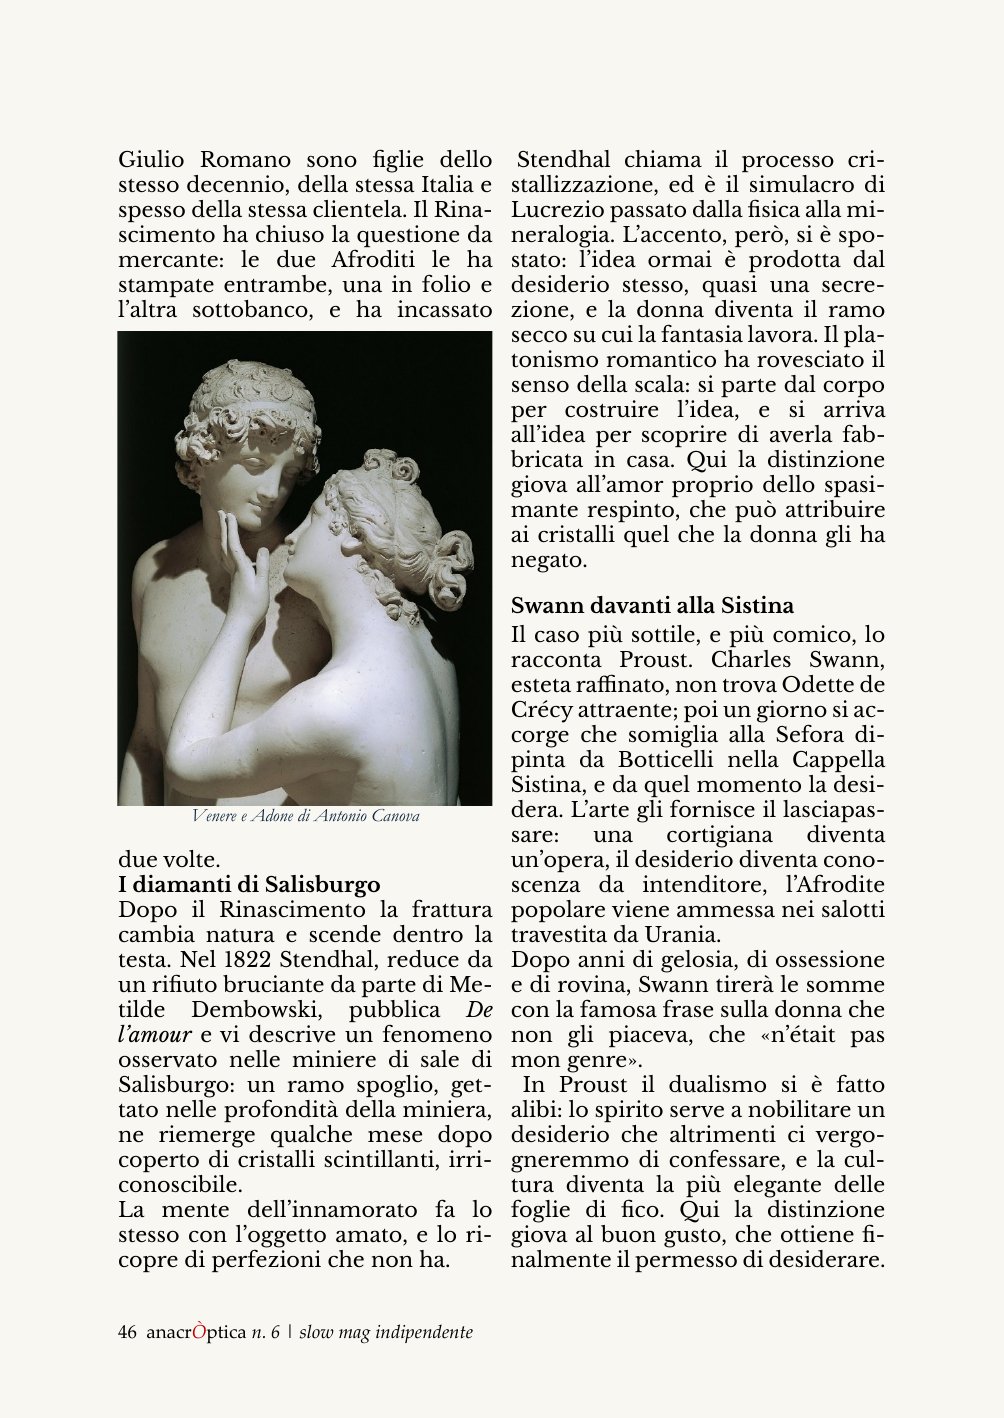 Giulio Romano sono figlie dello
stesso decennio, della stessa Italia e
spesso della stessa clientela. Il Rina-
scimento ha chiuso la questione da
mercante: le due Afroditi le ha
stampate entrambe, una in folio e
l’altra sottobanco, e ha incassato
Venere e Adone di Antonio Canova
due volte.
I diamanti di Salisburgo
Dopo il Rinascimento la frattura
cambia natura e scende dentro la
testa. Nel 1822 Stendhal, reduce da
un rifiuto bruciante da parte di Me-
tilde Dembowski, pubblica De
l’amour e vi descrive un fenomeno
osservato nelle miniere di sale di
Salisburgo: un ramo spoglio, get-
tato nelle profondità della miniera,
ne riemerge qualche mese dopo
coperto di cristalli scintillanti, irri-
conoscibile.
La mente dell’innamorato fa lo
stesso con l’oggetto amato, e lo ri-
copre di perfezioni che non ha.
Stendhal chiama il processo cri-
stallizzazione, ed è il simulacro di
Lucrezio passato dalla fisica alla mi-
neralogia. L’accento, però, si è spo-
stato: l’idea ormai è prodotta dal
desiderio stesso, quasi una secre-
zione, e la donna diventa il ramo
secco su cui la fantasia lavora. Il pla-
tonismo romantico ha rovesciato il
senso della scala: si parte dal corpo
per costruire l’idea, e si arriva
all’idea per scoprire di averla fab-
bricata in casa. Qui la distinzione
giova all’amor proprio dello spasi-
mante respinto, che può attribuire
ai cristalli quel che la donna gli ha
negato.
Swann davanti alla Sistina
Il caso più sottile, e più comico, lo
racconta Proust. Charles Swann,
esteta raffinato, non trova Odette de
Crécy attraente; poi un giorno si ac-
corge che somiglia alla Sefora di-
pinta da Botticelli nella Cappella
Sistina, e da quel momento la desi-
dera. L’arte gli fornisce il lasciapas-
sare: una cortigiana diventa
un’opera, il desiderio diventa cono-
scenza da intenditore, l’Afrodite
popolare viene ammessa nei salotti
travestita da Urania.
Dopo anni di gelosia, di ossessione
e di rovina, Swann tirerà le somme
con la famosa frase sulla donna che
non gli piaceva, che «n’était pas
mon genre».
In Proust il dualismo si è fatto
alibi: lo spirito serve a nobilitare un
desiderio che altrimenti ci vergo-
gneremmo di confessare, e la cul-
tura diventa la più elegante delle
foglie di fico. Qui la distinzione
giova al buon gusto, che ottiene fi-
nalmente il permesso di desiderare.
46 anacrÒptica n. 6 | slow mag indipendente